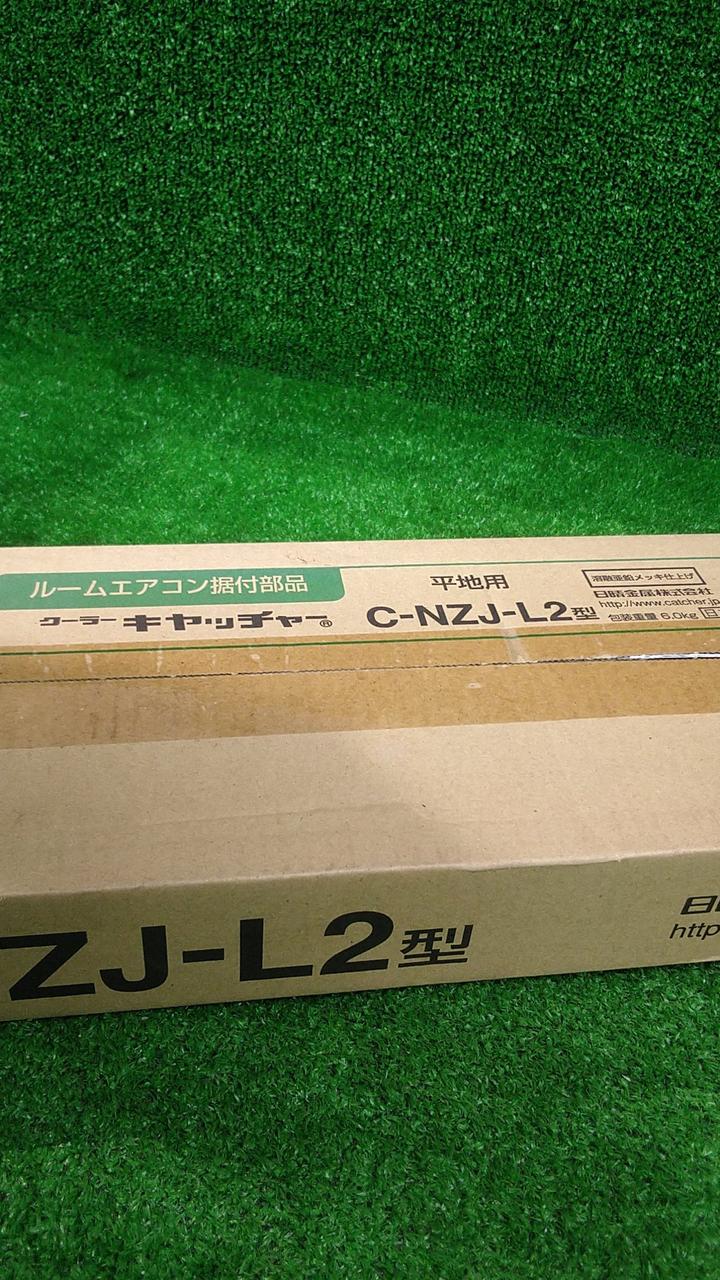 ルームエアコン据付部品
平地用
溶融亜鉛メッキ仕上げ
クーラーキャッチャー®
C-NZJ-L2型
日晴金属株式会社
http://www.catcher.jp
包装重量 6.0kg
ZJ-L2型
http